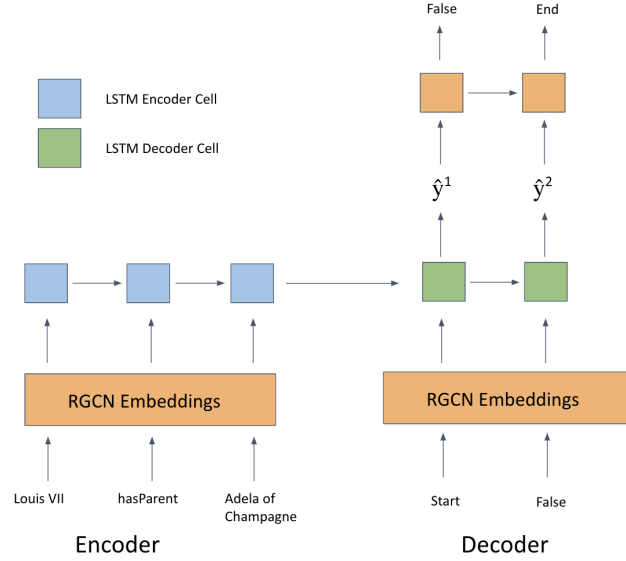 False End
LSTM Encoder Cell
LSTM Decoder Cell
ŷ1 ŷ2
RGCN Embeddings RGCN Embeddings
Louis VII hasParent Adela of
Champagne
Start False
Encoder Decoder